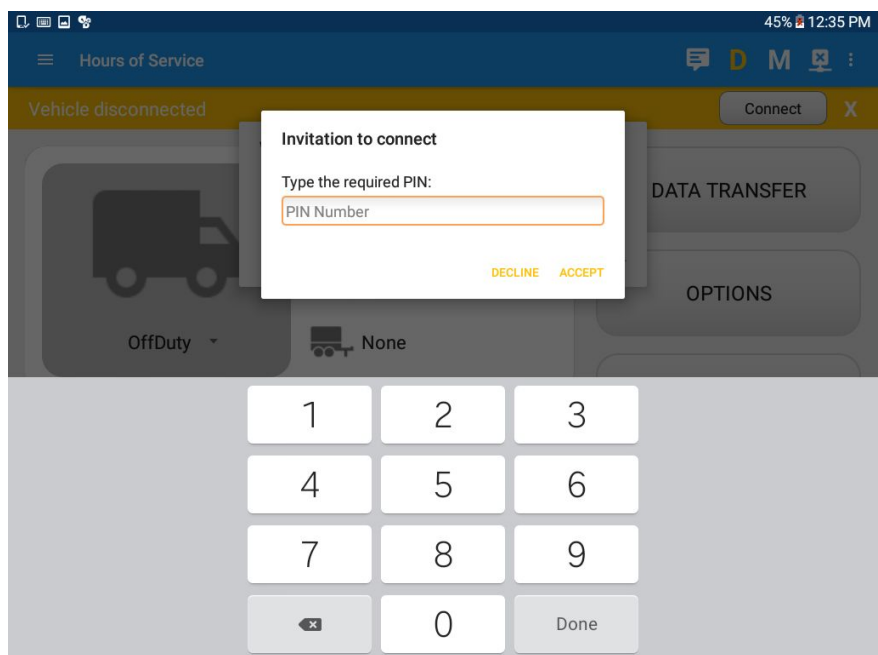 45% 12:35 PM
Hours of Service
D M
Vehicle disconnected
Connect X
Invitation to connect
Type the required PIN:
PIN Number
DECLINE ACCEPT
DATA TRANSFER
OPTIONS
OffDuty
None
1 2 3
4 5 6
7 8 9
0 Done